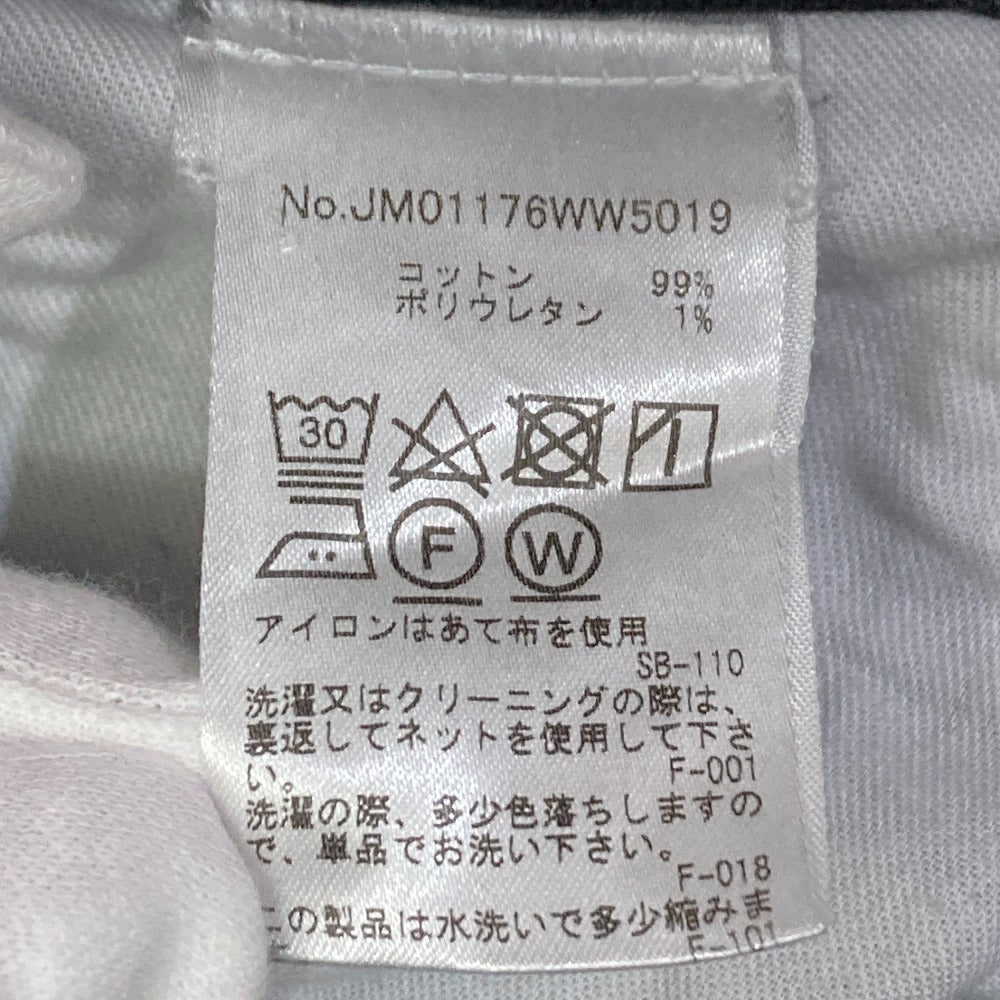 No.JM01176WW5019
コットン 99%
ポリウレタン 1%
30
F W
アイロンはあて布を使用
SB-110
洗濯又はクリーニングの際は、
裏返してネットを使用して下さ
い。 F-001
洗濯の際、多少色落ちしますの
で、単品でお洗い下さい。
F-018
この製品は水洗いで多少縮みま
F-101